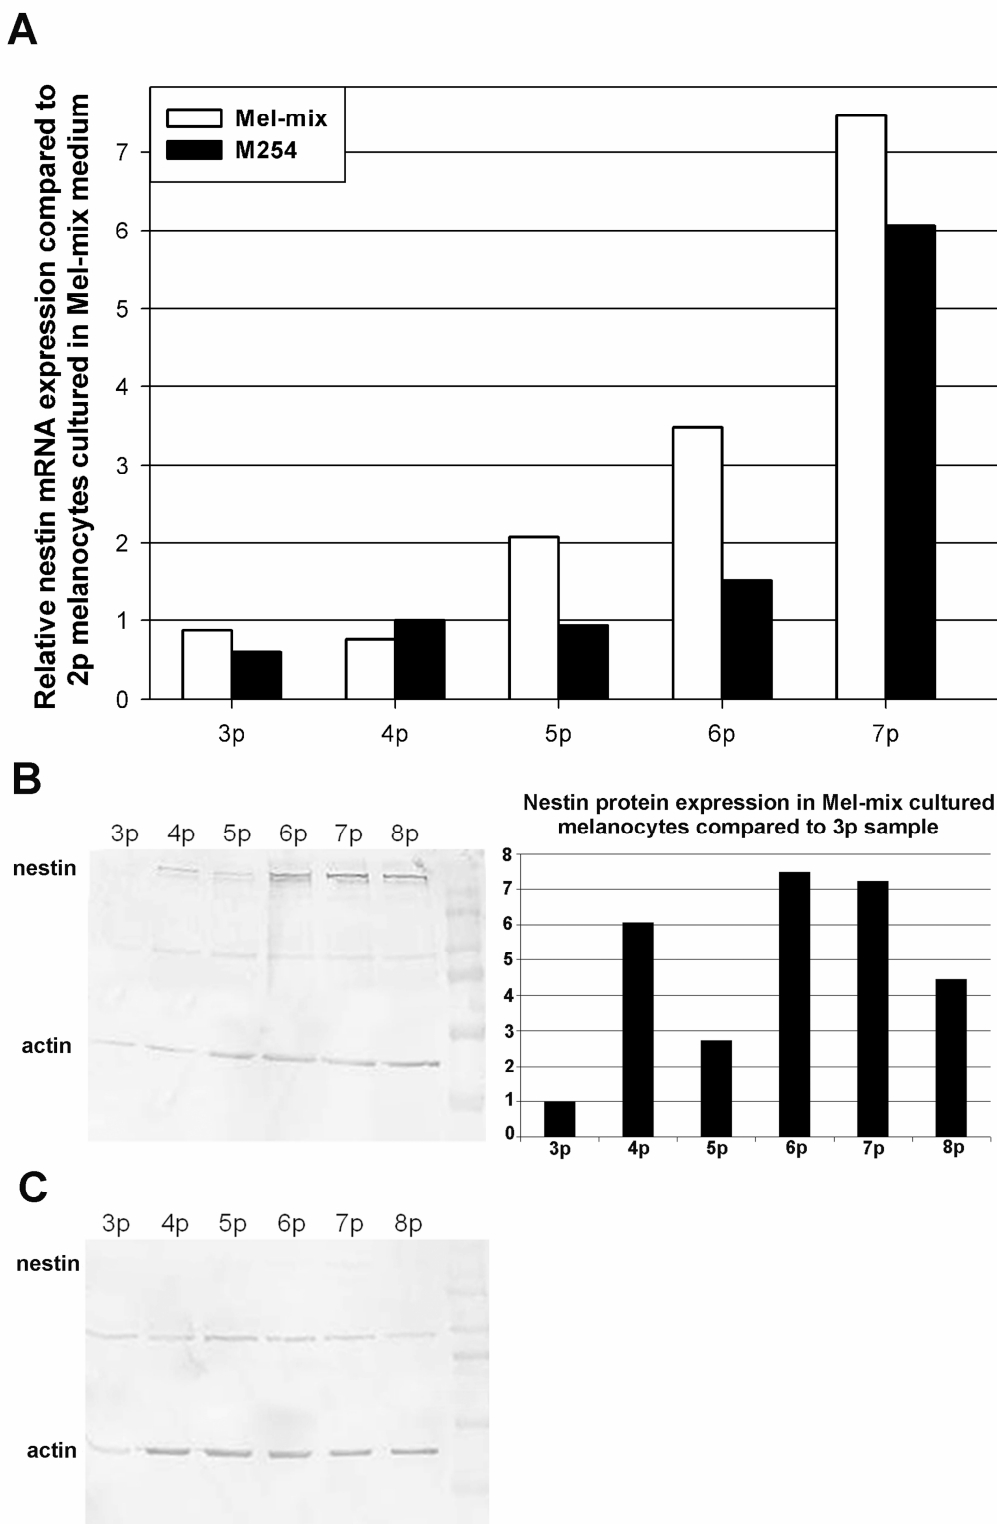 A
Relative nestin mRNA expression compared to
2p melanocytes cultured in Mel-mix medium
Mel-mix
M254
7
6
5
4
3
2
1
0
3p 4p 5p 6p 7p
B
3p 4p 5p 6p 7p 8p
nestin
actin
Nestin protein expression in Mel-mix cultured
melanocytes compared to 3p sample
8
7
6
5
4
3
2
1
0
3p 4p 5p 6p 7p 8p
C
3p 4p 5p 6p 7p 8p
nestin
actin